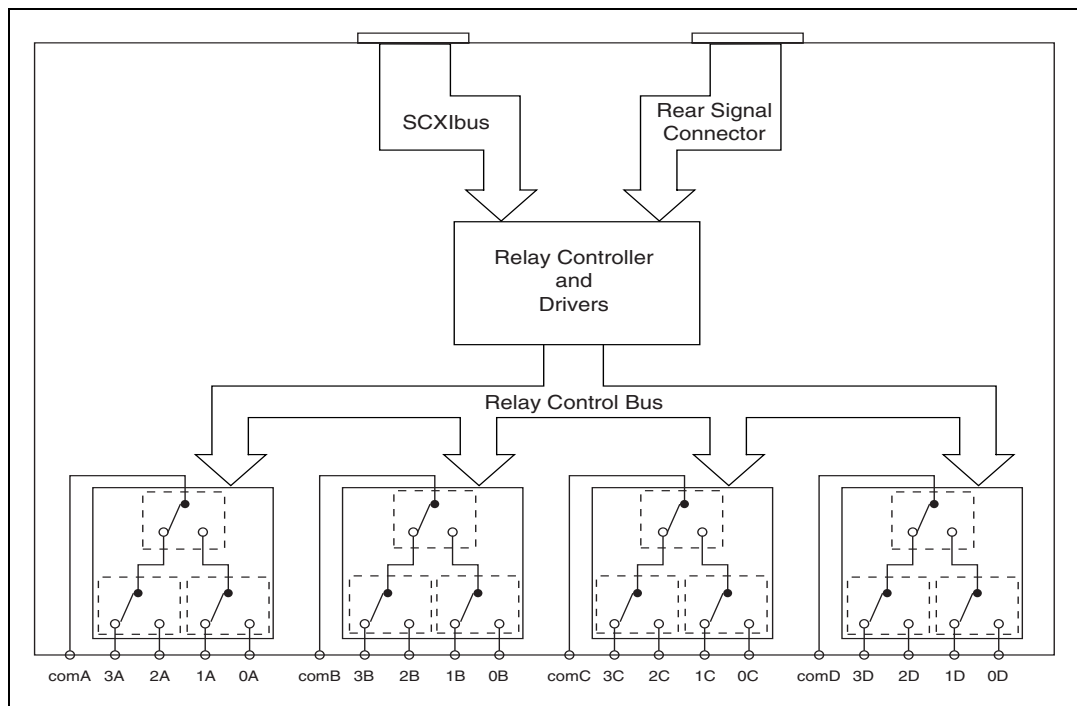 SCXIbus
Rear Signal
Connector
Relay Controller
and
Drivers
Relay Control Bus
comA 3A 2A 1A 0A comB 3B 2B 1B 0B comC 3C 2C 1C 0C comD 3D 2D 1D 0D